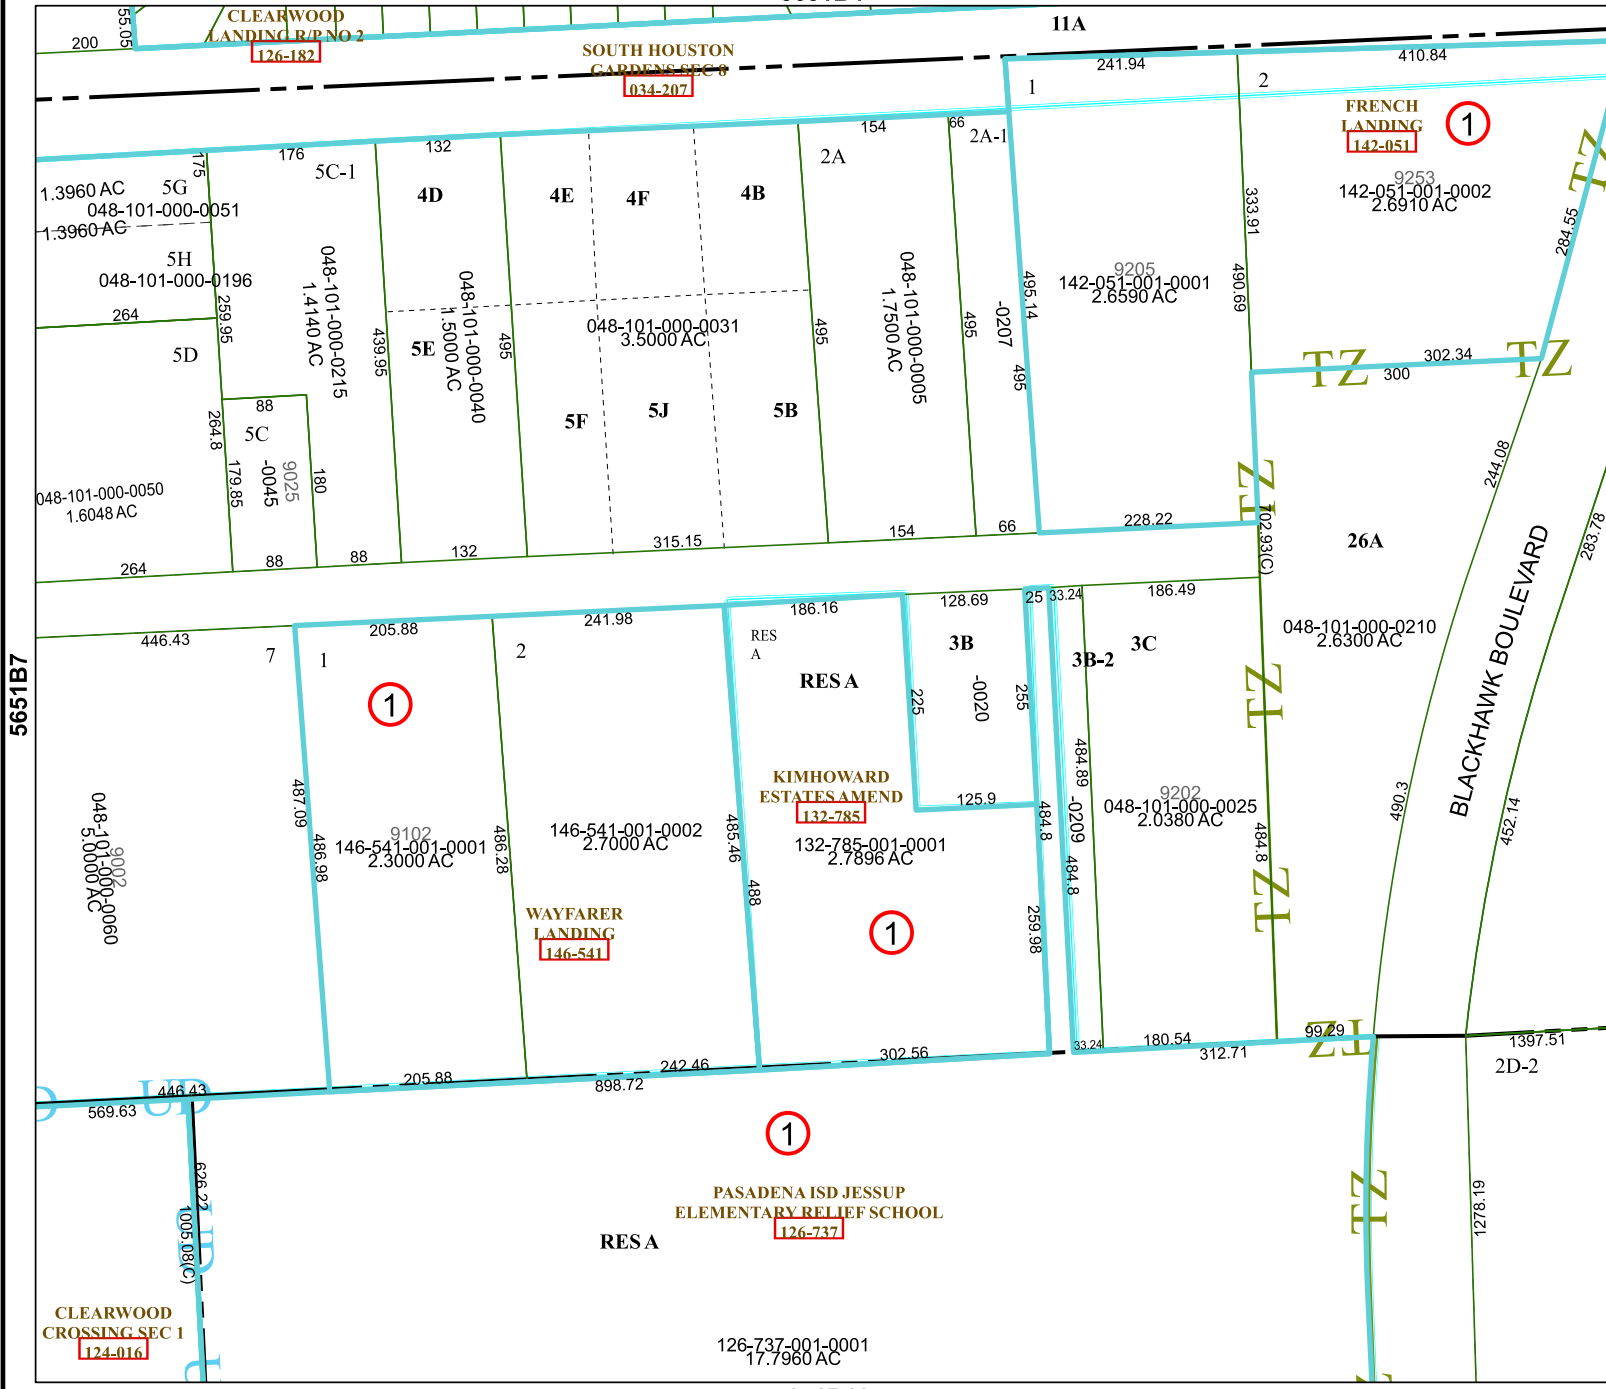 55.05
CLEARWOOD
LANDING R/P NO 2
126-182
200
SOUTH HOUSTON
GARDENS SEC 8
034-207
11A
241.94
410.84
1
2
FRENCH
LANDING
142-051
1
TZ
9253
142-051-001-0002
2.6910 AC
284.55
333.91
490.69
175
176
132
154
66
2A-1
2A
5C-1
5G
1.3960 AC
048-101-000-0051
1.3960 AC
5H
048-101-000-0196
264
259.95
5D
4D
4E
4F
4B
048-101-000-0215
1.4140 AC
439.95
048-101-000-0040
1.5000 AC
5E
495
048-101-000-0031
3.5000 AC
495
048-101-000-0005
1.7500 AC
495
-0207
495.14
495
9205
142-051-001-0001
2.6590 AC
TZ
302.34
TZ
300
88
5C
264.8
179.85
-0045
9025
180
048-101-000-0050
1.6048 AC
5F
5J
5B
244.08
283.78
TZ
702.93(C)
26A
BLACKHAWK BOULEVARD
264
88
88
132
315.15
154
66
228.22
446.43
205.88
241.98
186.16
128.69
25
33.24
186.49
7
1
2
RES
A
RES A
3B
3B-2
3C
048-101-000-0210
2.6300 AC
5651B7
1
225
-0020
255
TZ
487.09
486.98
486.28
485.46
488
KIMHOWARD
ESTATES AMEND
132-785
125.9
484.89
-0209
484.8
484.8
259.98
9202
048-101-000-0025
2.0380 AC
484.8
TZ
490.3
452.14
048-101-000-0060
9002
5.0000 AC
9102
146-541-001-0001
2.3000 AC
146-541-001-0002
2.7000 AC
132-785-001-0001
2.7896 AC
WAYFARER
LANDING
146-541
1
33.24
180.54
99.29
TZ
312.71
1397.51
2D-2
302.56
242.46
205.88
898.72
446.43
UD
569.63
1
626.22
1005.08(C)
UD
PASADENA ISD JESSUP
ELEMENTARY RELIEF SCHOOL
126-737
RES A
TZ
1278.19
CLEARWOOD
CROSSING SEC 1
124-016
126-737-001-0001
17.7960 AC